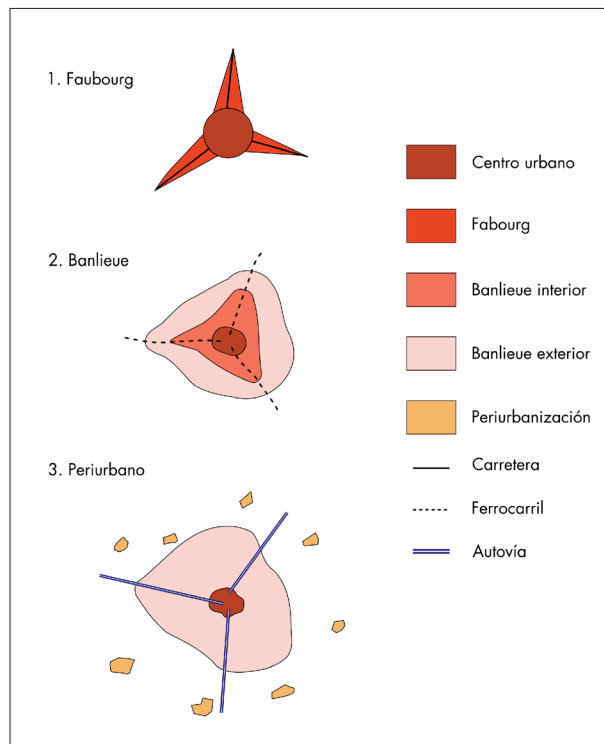 1. Faubourg
2. Banlieue
3. Periurbano
Centro urbano
Fabourg
Banlieue interior
Banlieue exterior
Periurbanización
Carretera
Ferrocarril
Autovía